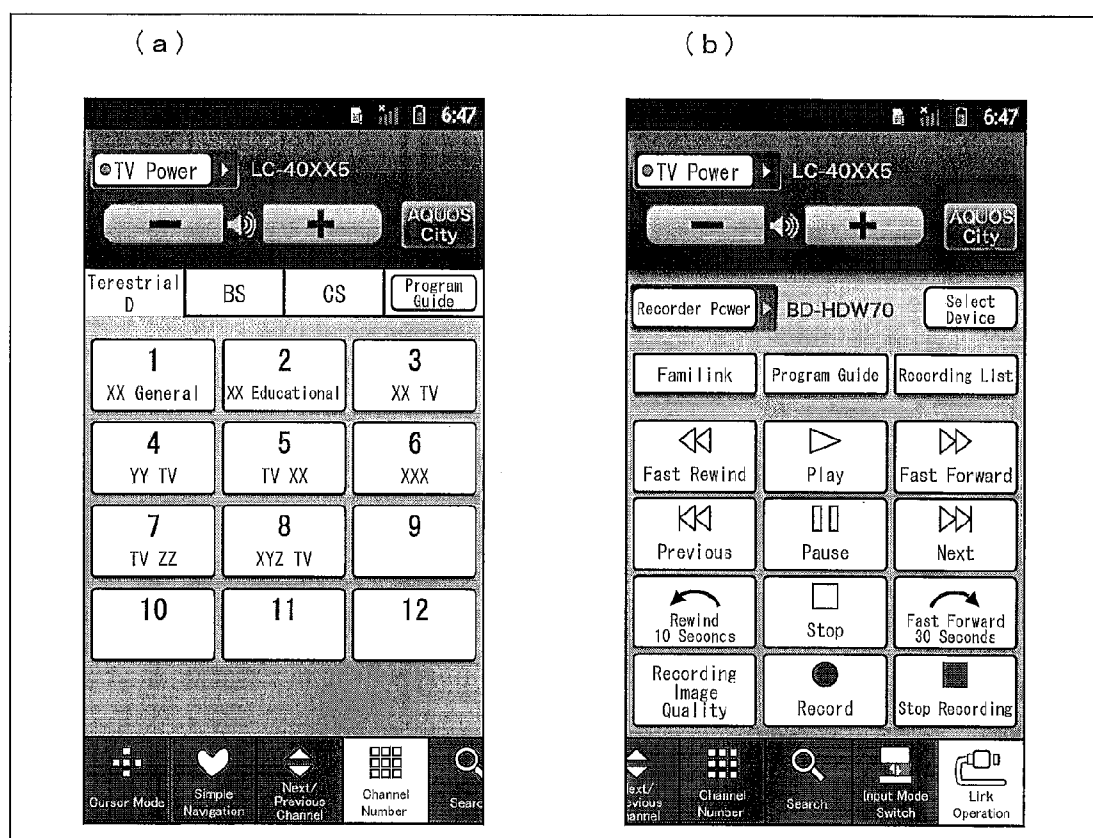 (a)
6:47
TV Power LC-40XX5
− +
AQUOS
City
Terestrial
D
BS
CS
Program
Guide
1
XX General
2
XX Educational
3
XX TV
4
YY TV
5
TV XX
6
XXX
7
TV ZZ
8
XYZ TV
9
10
11
12
Cursor Mode
Simple
Navigation
Next/
Previous
Channel
Channel
Number
Searc
(b)
6:47
TV Power LC-40XX5
− +
AQUOS
City
Recorder Power BD-HDW70
Select
Device
Familink
Program Guide
Recording List
Fast Rewind
Play
Fast Forward
Previous
Pause
Next
Rewind
10 Seconds
Stop
Fast Forward
30 Seconds
Recording
Image
Quality
Record
Stop Recording
ext/
evious
annel
Channel
Number
Search
Input Mode
Switch
Link
Operation